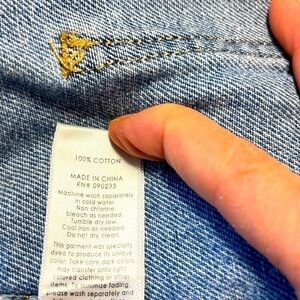 100% COTTON
MADE IN CHINA
RN# 090233
Machine wash separately
in cold water.
Non chlorine
bleach as needed.
Tumble dry low.
Cool iron as needed.
Do not dry clean.
This garment was specialty
dyed to produce its unique
color. Take care, dark colors
may transfer onto light
colored clothing or other
items. To minimize fading,
please wash separately and